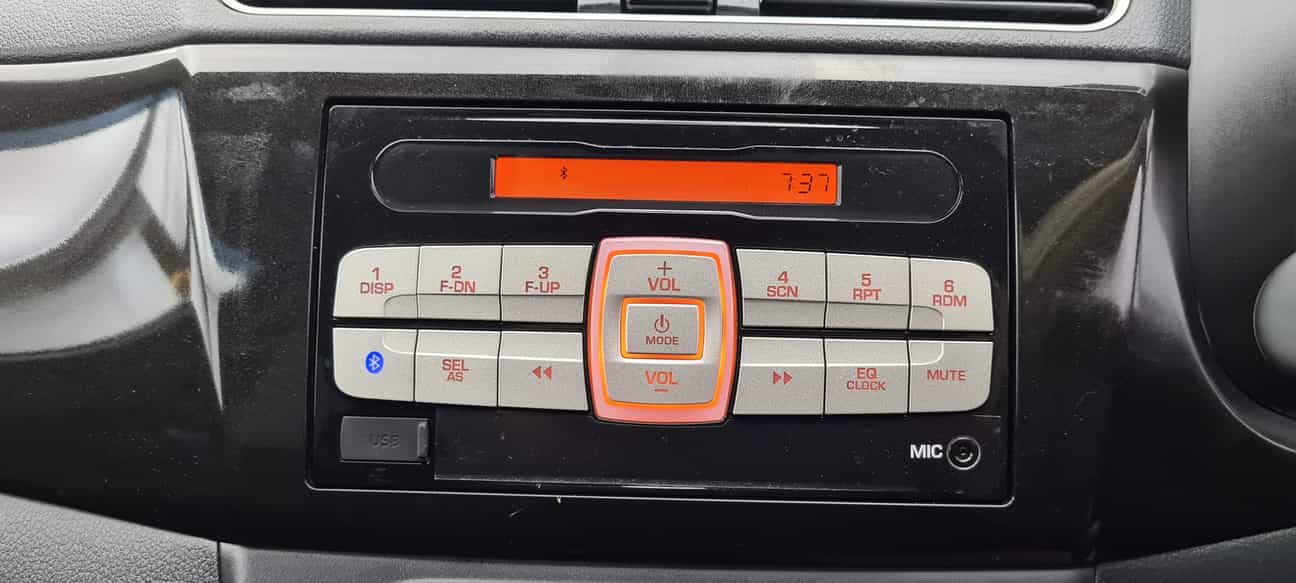 7:37
1
DISP
2
F-DN
3
F-UP
+
VOL
4
SCN
5
RPT
6
RDM
MODE
SEL
AS
VOL
–
EQ
CLOCK
MUTE
USB
MIC